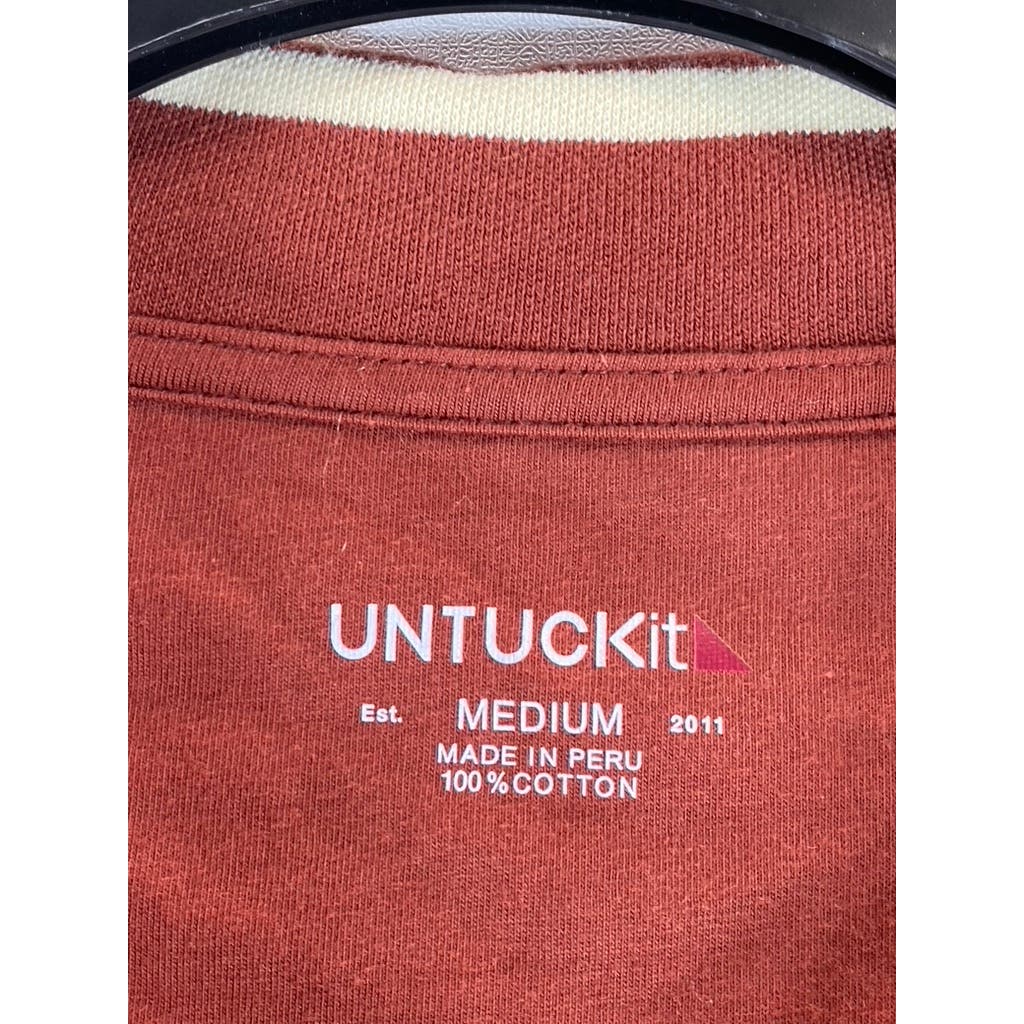 UNTUCKit
Est. MEDIUM 2011
MADE IN PERU
100%COTTON